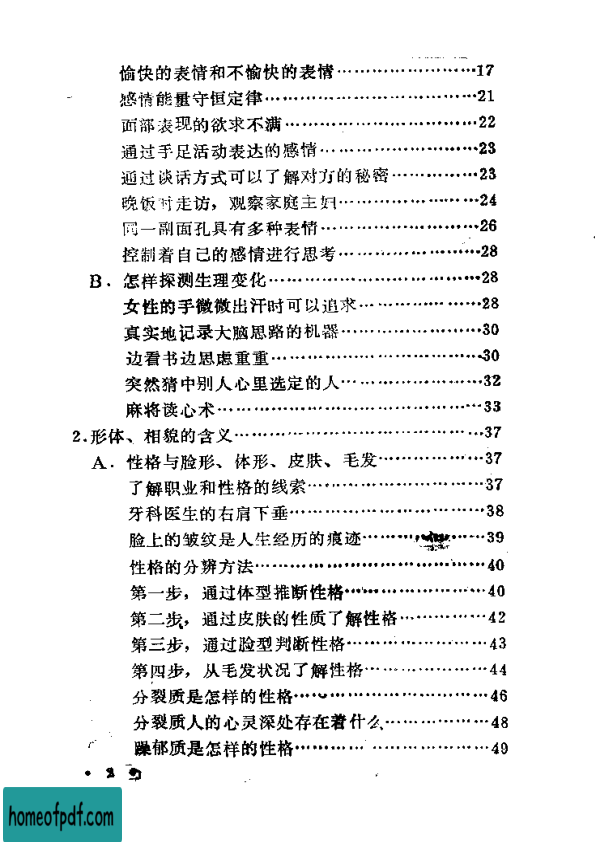 愉快的表情和不愉快的表情……………………17
感情能量守恒定律……………………………21
面部表现的欲求不满…………………………22
通过手足活动表达的感情……………………23
通过谈话方式可以了解对方的秘密…………23
晚饭时走访，观察家庭主妇…………………24
同一副面孔具有多种表情……………………26
控制着自己的感情进行思考…………………28
B．怎样探测生理变化…………………………28
女性的手微微出汗时可以追求………………28
真实地记录大脑思路的机器…………………30
边看书边思虑重重……………………………30
突然猜中别人心里选定的人…………………32
麻将读心术……………………………………33
2.形体、相貌的含义……………………………37
A．性格与脸形、体形、皮肤、毛发……………37
了解职业和性格的线索………………………37
牙科医生的右肩下垂…………………………38
脸上的皱纹是人生经历的痕迹………………39
性格的分辨方法………………………………40
第一步，通过体型推断性格…………………40
第二步，通过皮肤的性质了解性格…………42
第三步，通过脸型判断性格…………………43
第四步，从毛发状况了解性格………………44
分裂质是怎样的性格…………………………46
分裂质人的心灵深处存在着什么……………48
躁郁质是怎样的性格…………………………49
• 2
homeofpdf.com